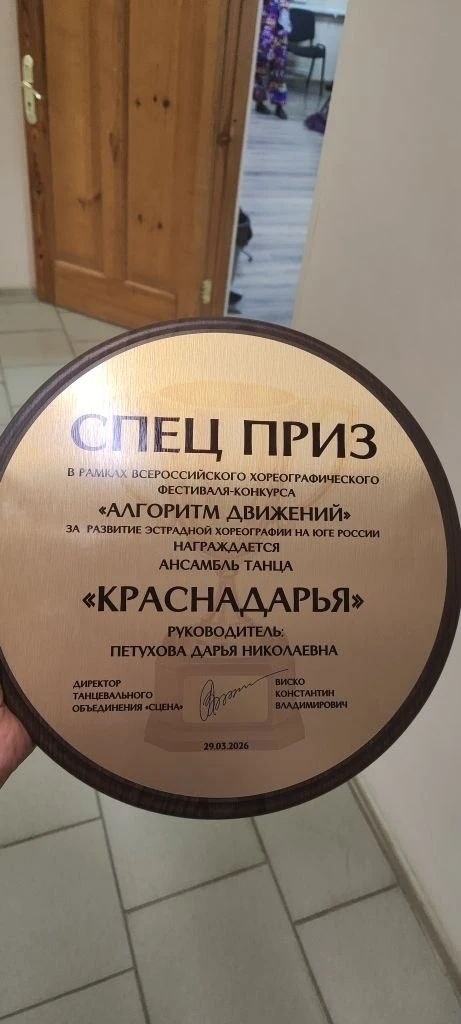 СПЕЦ ПРИЗ
В РАМКАХ ВСЕРОССИЙСКОГО ХОРЕОГРАФИЧЕСКОГО
ФЕСТИВАЛЯ-КОНКУРСА
«АЛГОРИТМ ДВИЖЕНИЙ»
ЗА РАЗВИТИЕ ЭСТРАДНОЙ ХОРЕОГРАФИИ НА ЮГЕ РОССИИ
НАГРАЖДАЕТСЯ
АНСАМБЛЬ ТАНЦА
«КРАСНАДАРЬЯ»
РУКОВОДИТЕЛЬ:
ПЕТУХОВА ДАРЬЯ НИКОЛАЕВНА
ДИРЕКТОР
ТАНЦЕВАЛЬНОГО
ОБЪЕДИНЕНИЯ «СЦЕНА»
ВИСКО
КОНСТАНТИН
ВЛАДИМИРОВИЧ
29.03.2026